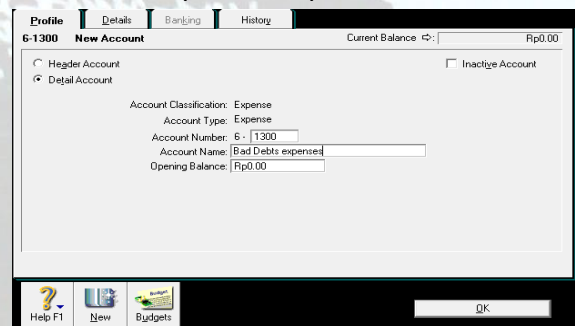 Profile Details Banking History
6-1300 New Account Current Balance ⇨: Rp0.00
Header Account Inactive Account
Detail Account
Account Classification: Expense
Account Type: Expense
Account Number: 6 - 1300
Account Name: Bad Debts expenses
Opening Balance: Rp0.00
Budget
Help F1 New Budgets OK